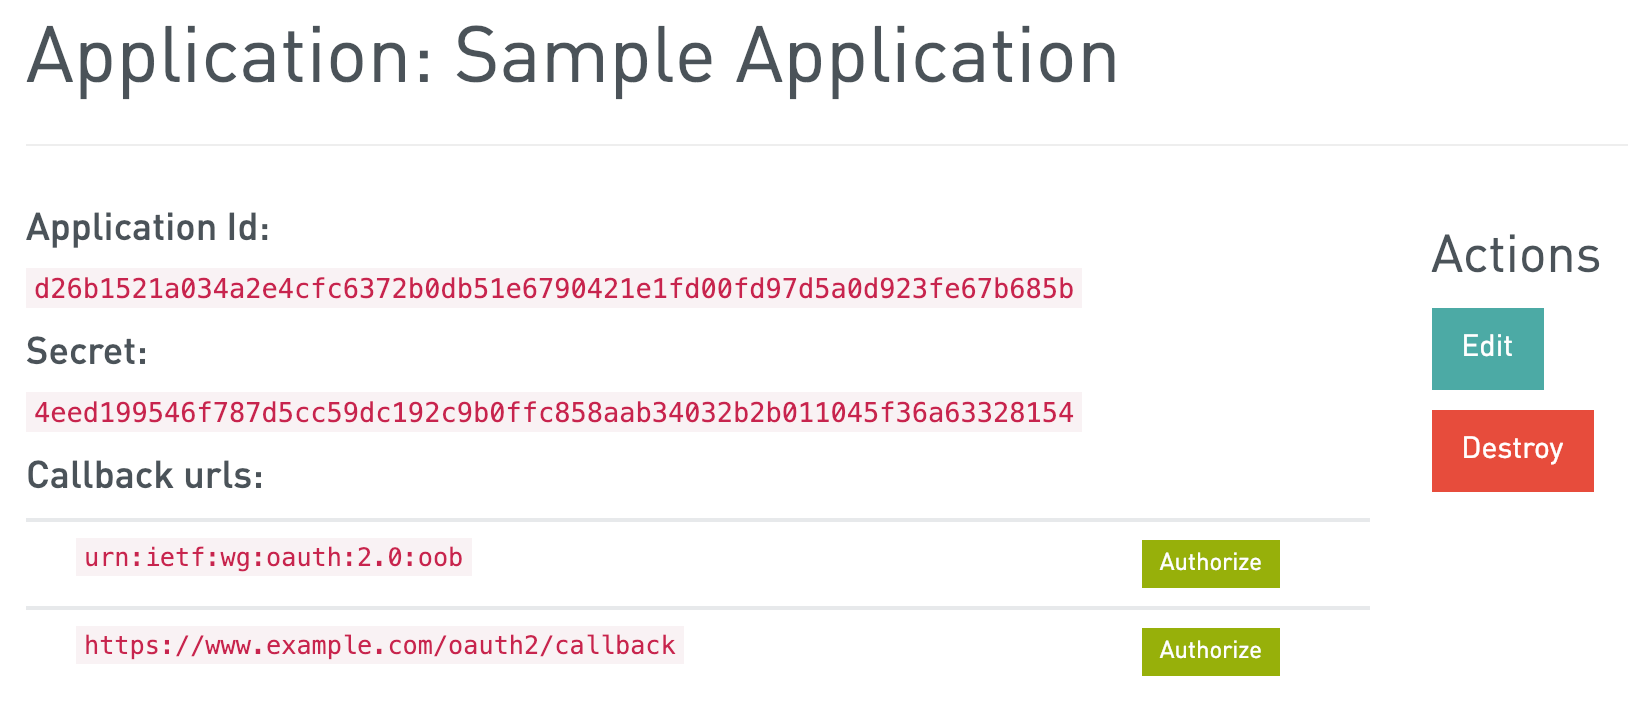 Application: Sample Application
Application Id:
d26b1521a034a2e4cfc6372b0db51e6790421e1fd00fd97d5a0d923fe67b685b
Secret:
4eed199546f787d5cc59dc192c9b0ffc858aab34032b2b011045f36a63328154
Callback urls:
urn:ietf:wg:oauth:2.0:oob
Authorize
https://www.example.com/oauth2/callback
Authorize
Actions
Edit
Destroy